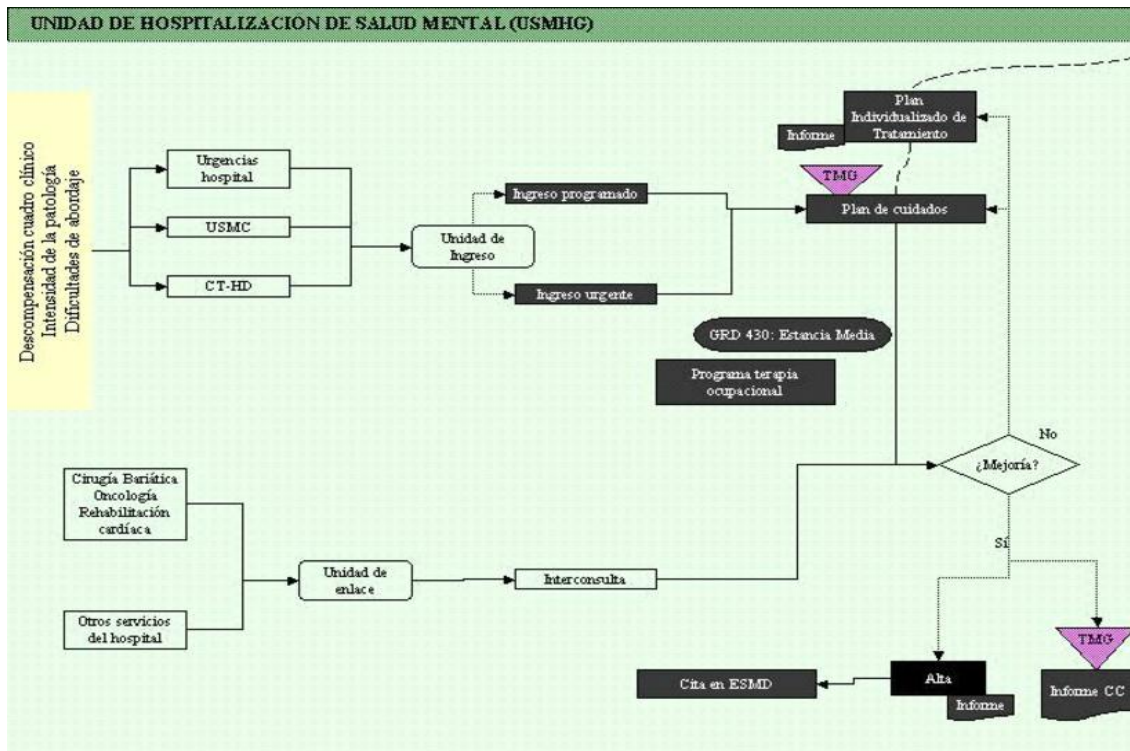 UNIDAD DE HOSPITALIZACIÓN DE SALUD MENTAL (USMHG)
Descompensación cuadro clínico
Intensidad de la patología
Dificultades de abordaje
Urgencias
hospital
USMC
CT-HD
Unidad de
Ingreso
Ingreso programado
Ingreso urgente
Plan
Individualizado de
Tratamiento
Informe
TMG
Plan de cuidados
GRD 430: Estancia Media
Programa terapia
ocupacional
No
¿Mejoría?
Sí
Cirugía Bariática
Oncología
Rehabilitación
cardíaca
Otros servicios
del hospital
Unidad de
enlace
Interconsulta
TMG
Informe CC
Alta
Informe
Cita en ESMD